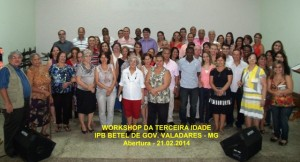 WORKSHOP DA TERCEIRA IDADE
IPB BETEL DE GOV. VALADARES - MG
Abertura - 21.02.2014